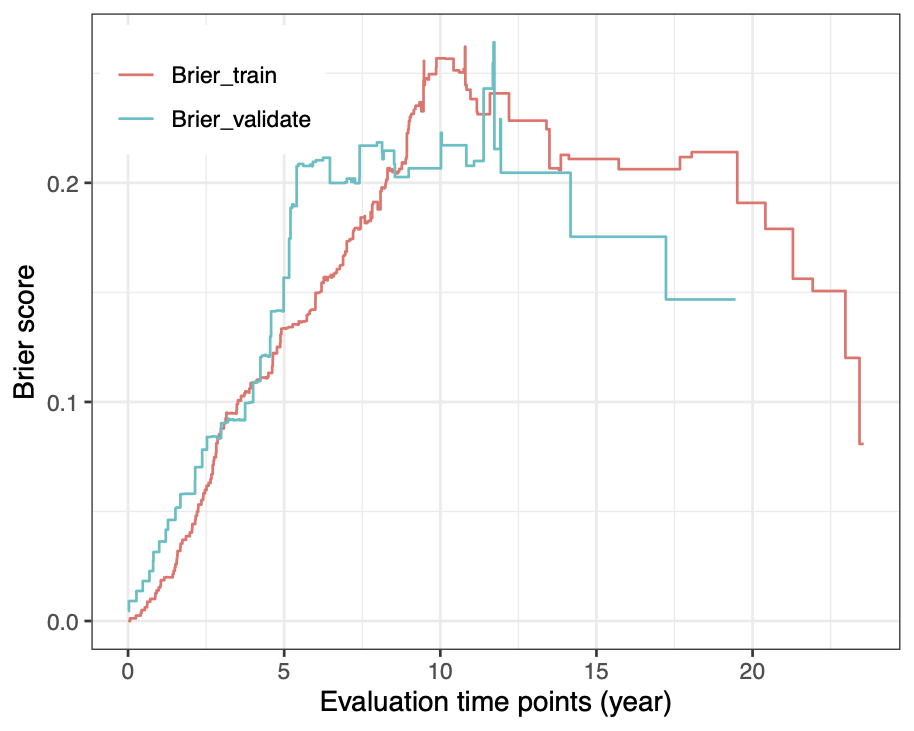 Brier_train
Brier_validate
0.2
0.1
0.0
Brier score
0
5
10
15
20
Evaluation time points (year)